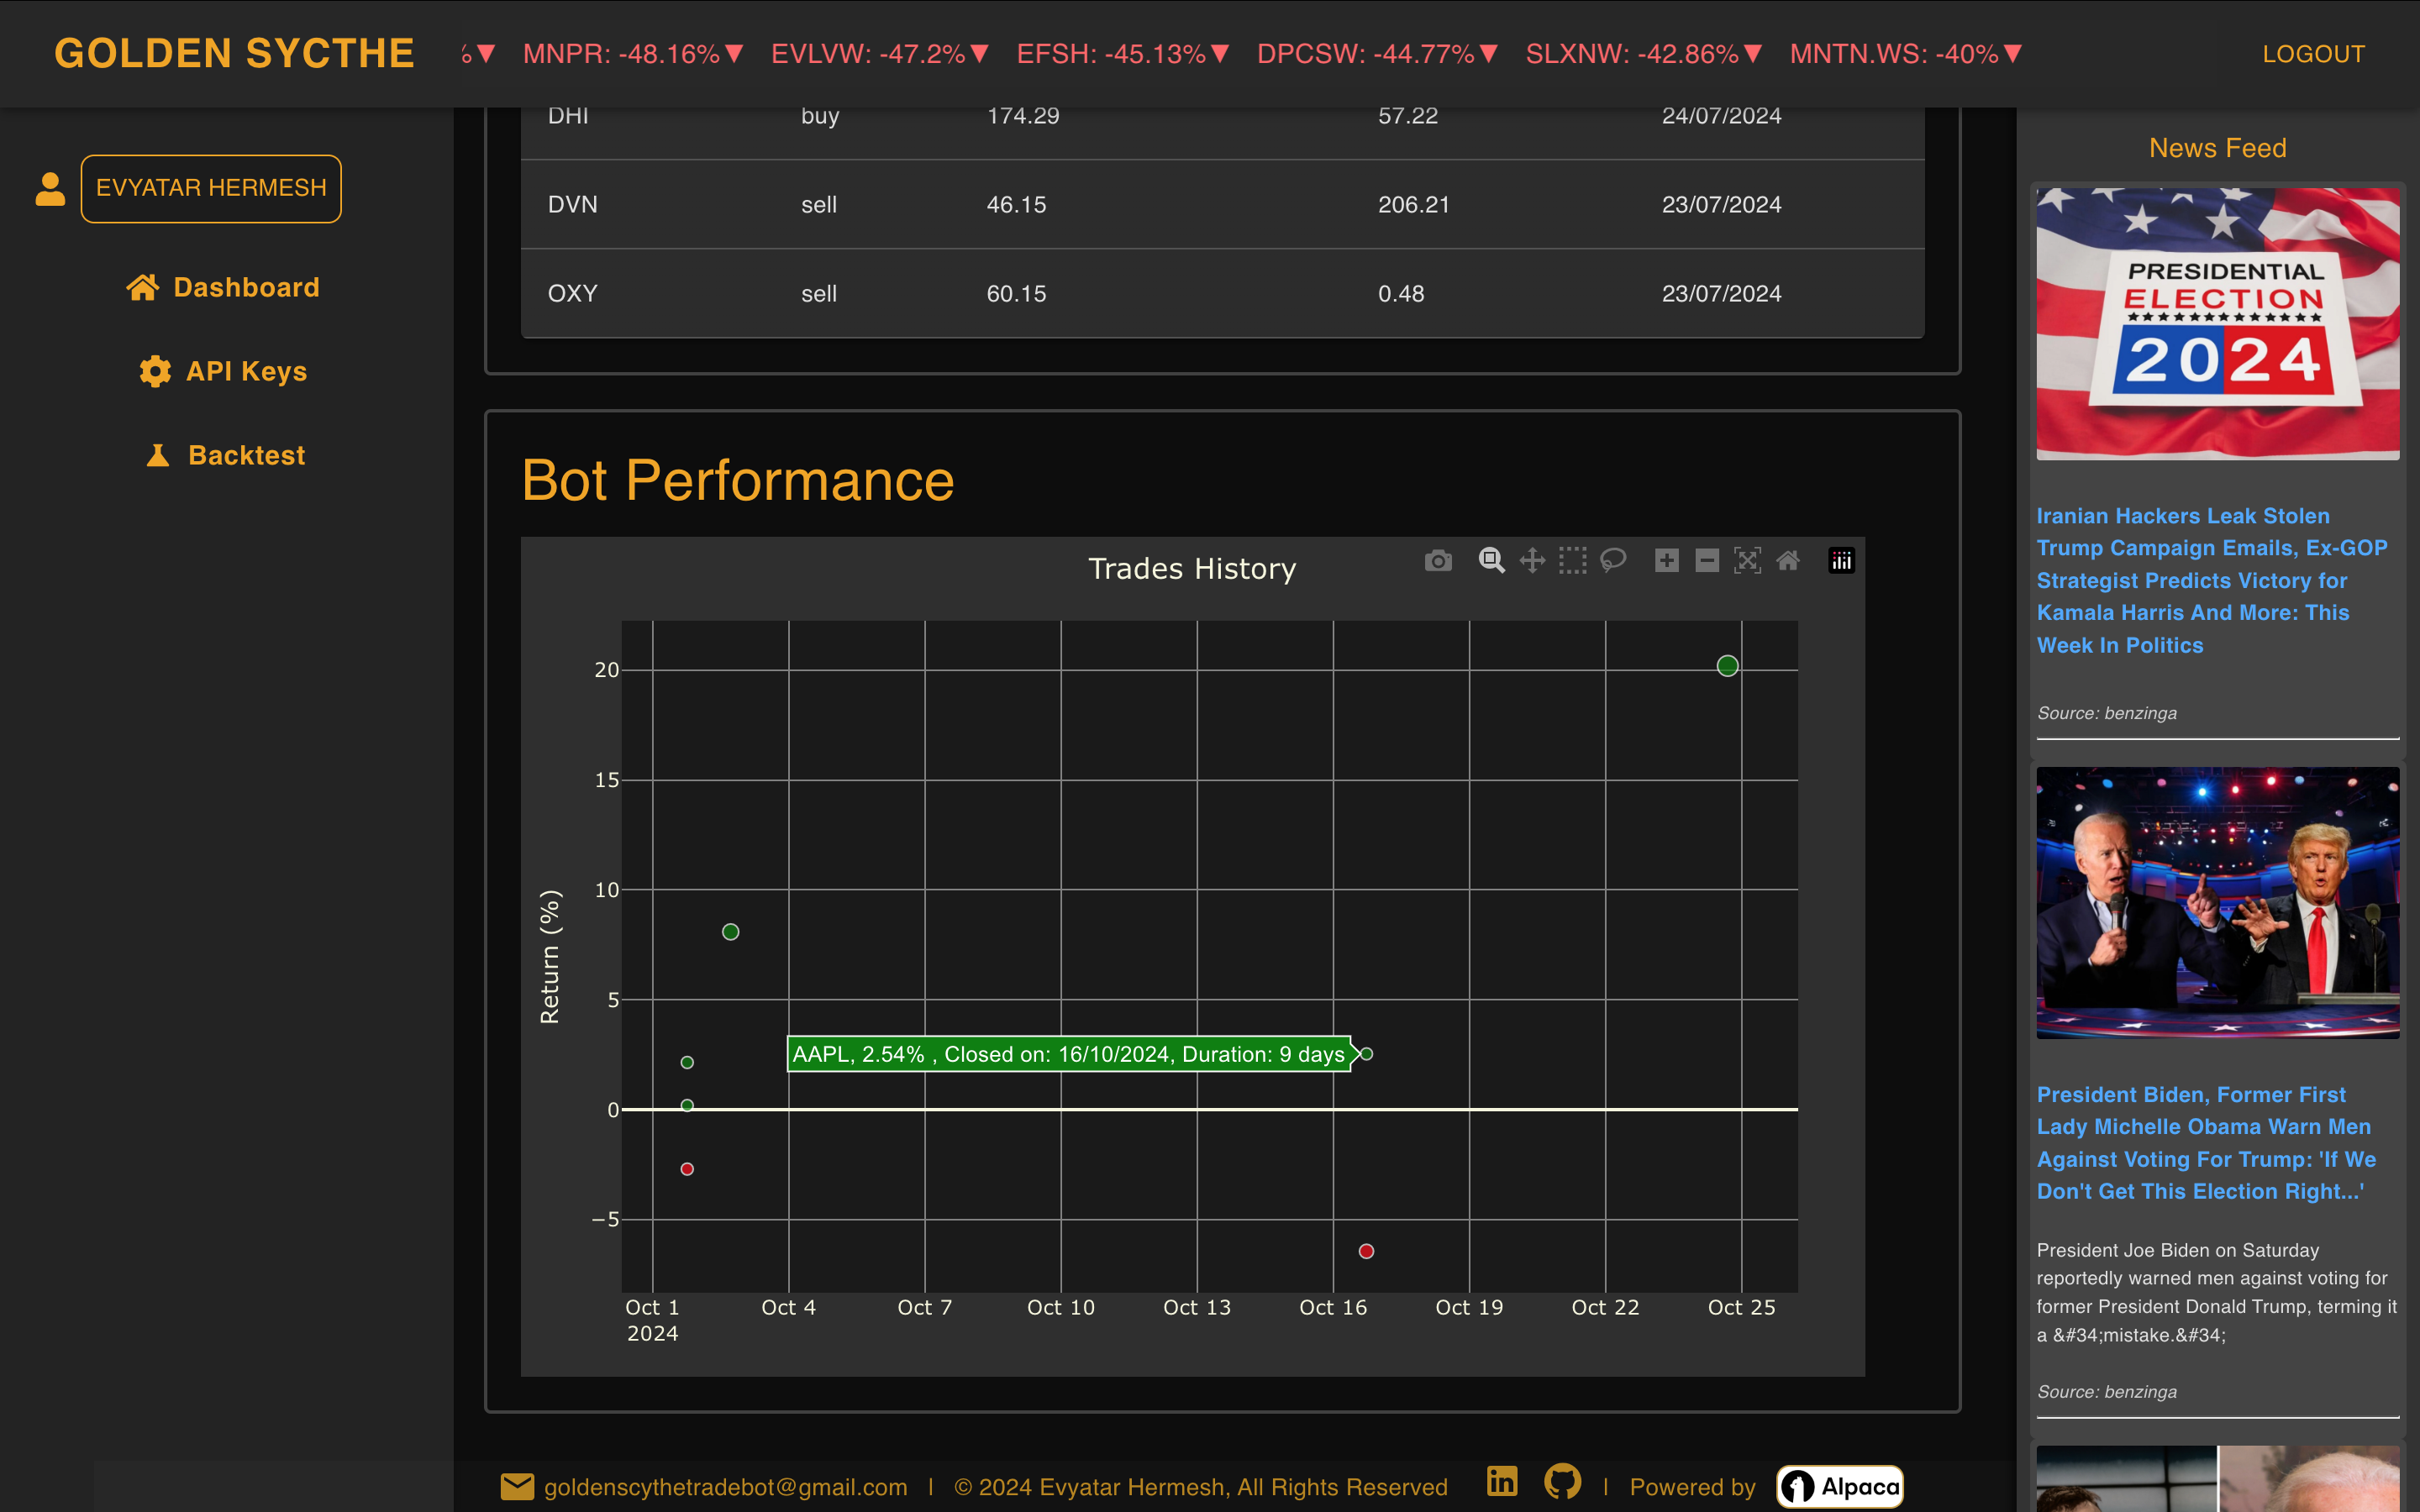 GOLDEN SYCTHE
%▼ MNPR: -48.16%▼ EVLVW: -47.2%▼ EFSH: -45.13%▼ DPCSW: -44.77%▼ SLXNW: -42.86%▼ MNTN.WS: -40%▼
LOGOUT
EVYATAR HERMESH
Dashboard
API Keys
Backtest
DHI buy 174.29 57.22 24/07/2024
DVN sell 46.15 206.21 23/07/2024
OXY sell 60.15 0.48 23/07/2024
Bot Performance
Trades History
Return (%)
20
15
10
5
0
−5
AAPL, 2.54% , Closed on: 16/10/2024, Duration: 9 days
Oct 1 Oct 4 Oct 7 Oct 10 Oct 13 Oct 16 Oct 19 Oct 22 Oct 25
2024
News Feed
PRESIDENTIAL
ELECTION
2024
Iranian Hackers Leak Stolen
Trump Campaign Emails, Ex-GOP
Strategist Predicts Victory for
Kamala Harris And More: This
Week In Politics
Source: benzinga
President Biden, Former First
Lady Michelle Obama Warn Men
Against Voting For Trump: 'If We
Don't Get This Election Right...'
President Joe Biden on Saturday
reportedly warned men against voting for
former President Donald Trump, terming it
a &#34;mistake.&#34;
Source: benzinga
goldenscythetradebot@gmail.com | © 2024 Evyatar Hermesh, All Rights Reserved in | Powered by Alpaca